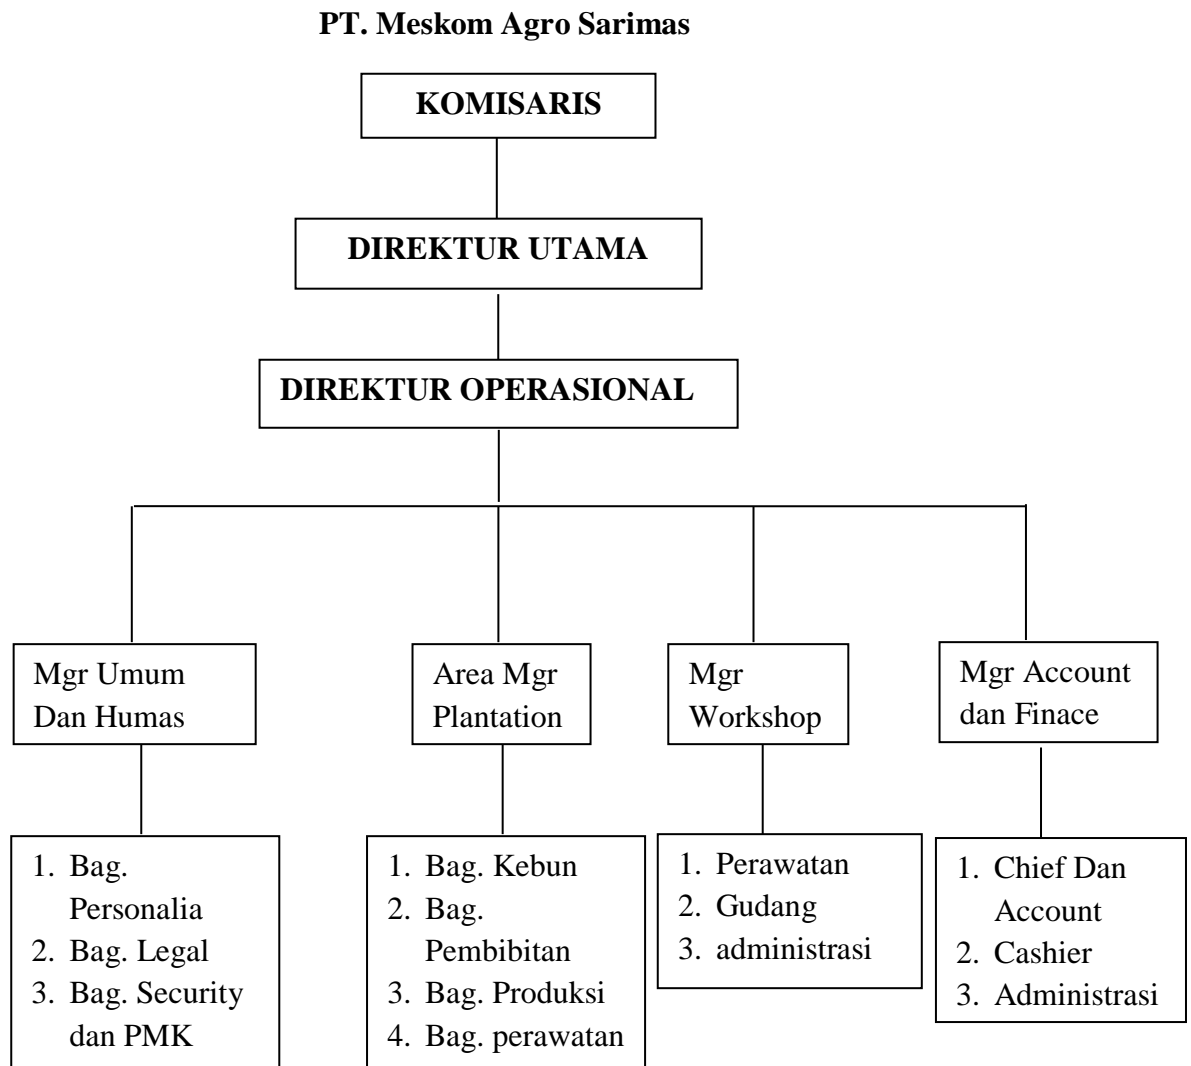 PT. Meskom Agro Sarimas
KOMISARIS
DIREKTUR UTAMA
DIREKTUR OPERASIONAL
Mgr Umum
Dan Humas
Area Mgr
Plantation
Mgr
Workshop
Mgr Account
dan Finace
1. Bag.
Personalia
2. Bag. Legal
3. Bag. Security
dan PMK
1. Bag. Kebun
2. Bag.
Pembibitan
3. Bag. Produksi
4. Bag. perawatan
1. Perawatan
2. Gudang
3. administrasi
1. Chief Dan
Account
2. Cashier
3. Administrasi